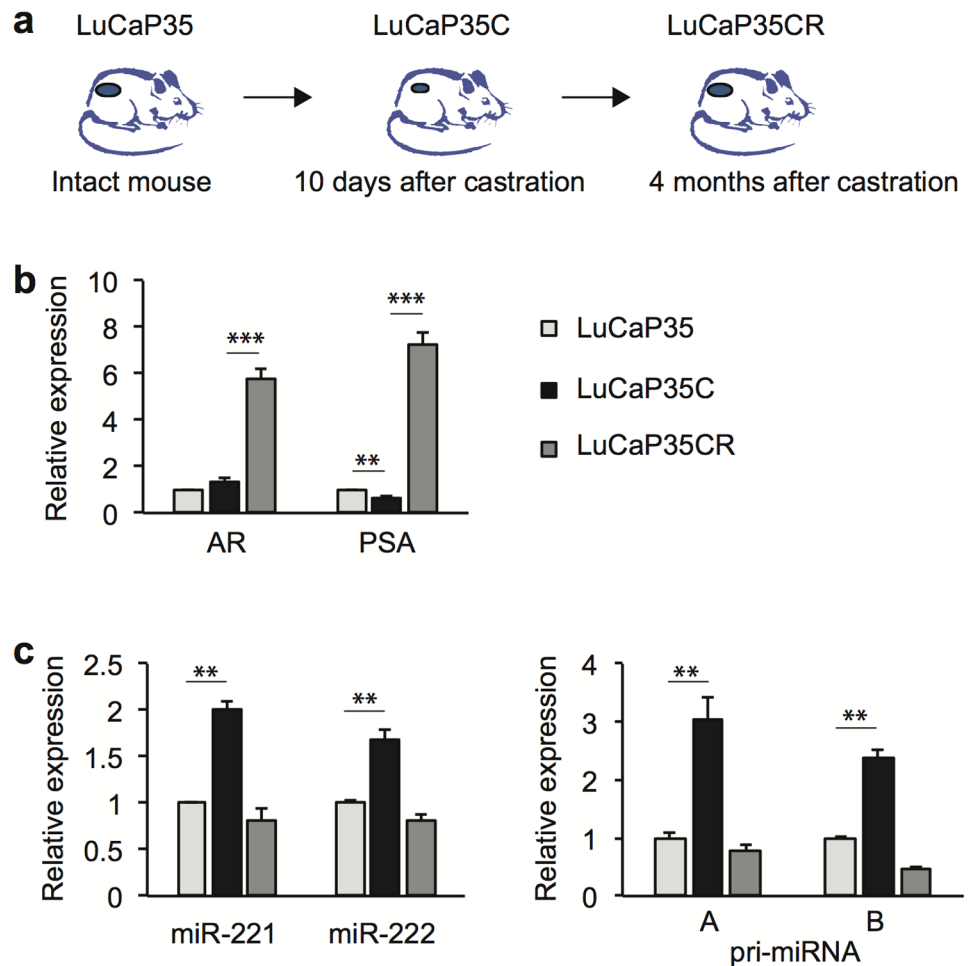 a
LuCaP35 LuCaP35C LuCaP35CR
Intact mouse 10 days after castration 4 months after castration
b
Relative expression
10
8
6
4
2
0
***
***
**
AR PSA
LuCaP35
LuCaP35C
LuCaP35CR
c
Relative expression
2.5
2
1.5
1
0.5
0
**
**
miR-221 miR-222
Relative expression
4
3
2
1
0
**
**
A B
pri-miRNA